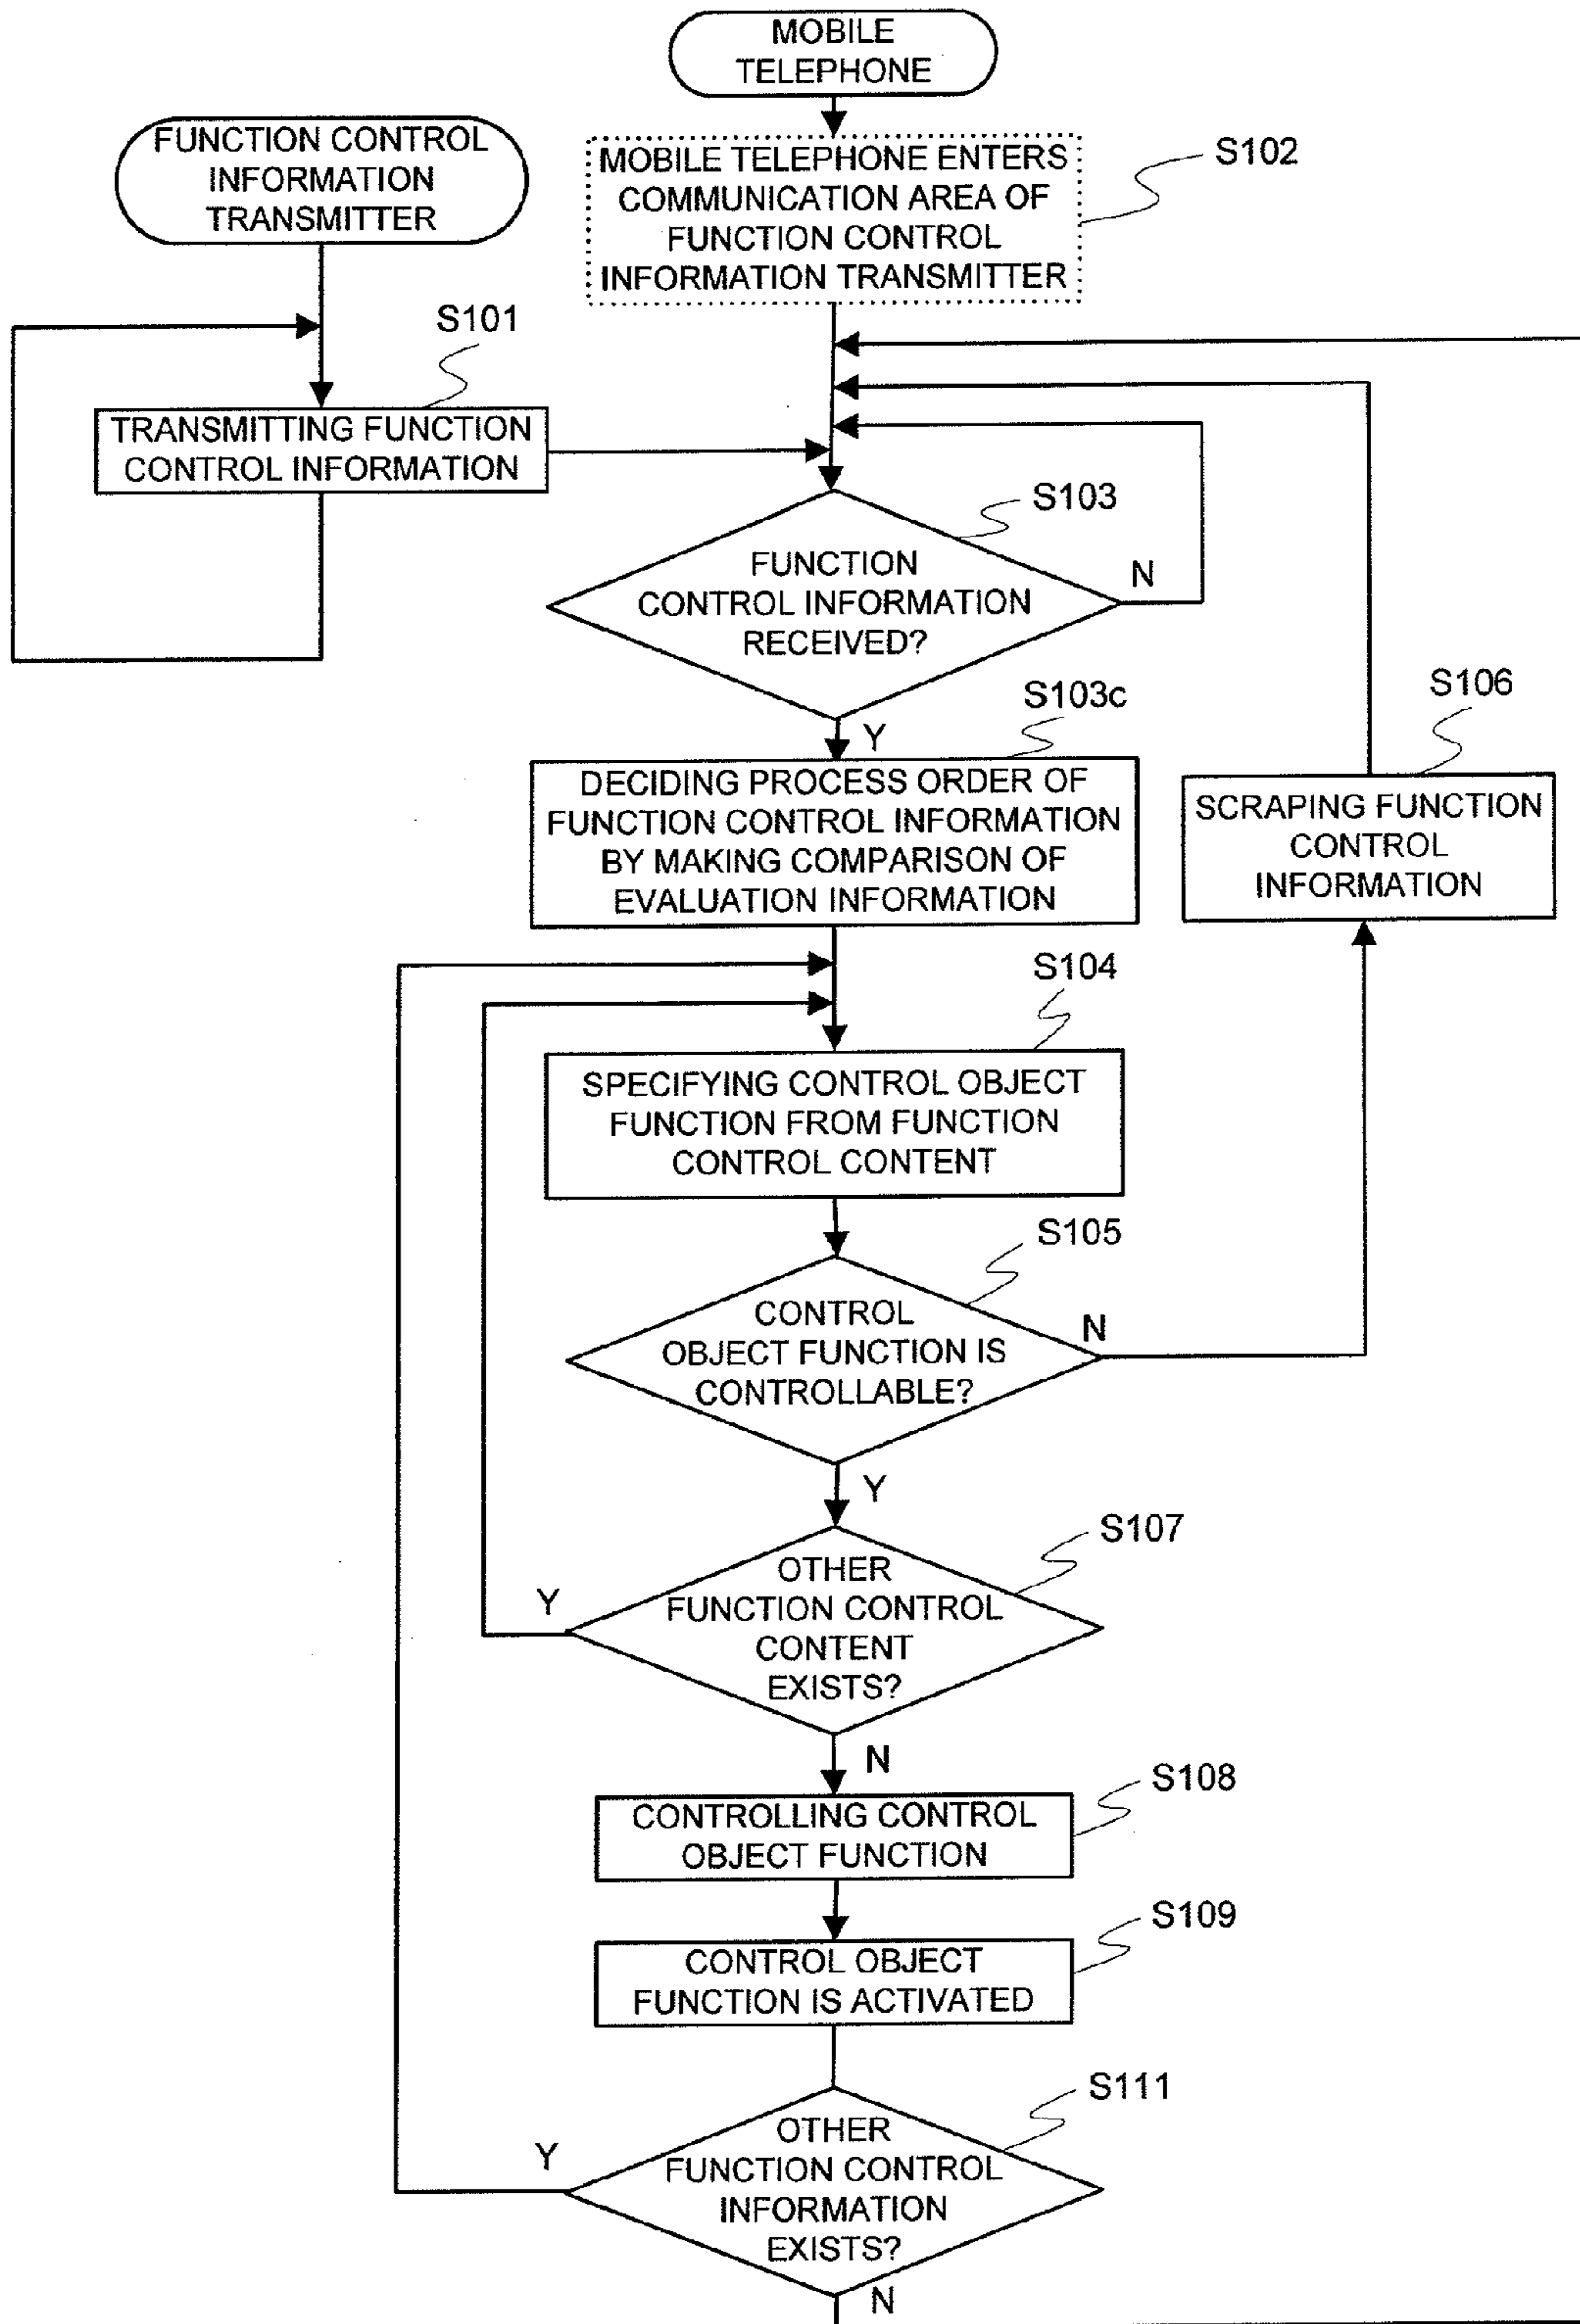 MOBILE
TELEPHONE
FUNCTION CONTROL
INFORMATION
TRANSMITTER
MOBILE TELEPHONE ENTERS
COMMUNICATION AREA OF
FUNCTION CONTROL
INFORMATION TRANSMITTER
S102
S101
TRANSMITTING FUNCTION
CONTROL INFORMATION
S103
FUNCTION
CONTROL INFORMATION
RECEIVED?
N
Y
S103c
DECIDING PROCESS ORDER OF
FUNCTION CONTROL INFORMATION
BY MAKING COMPARISON OF
EVALUATION INFORMATION
S106
SCRAPING FUNCTION
CONTROL
INFORMATION
S104
SPECIFYING CONTROL OBJECT
FUNCTION FROM FUNCTION
CONTROL CONTENT
S105
CONTROL
OBJECT FUNCTION IS
CONTROLLABLE?
N
Y
S107
OTHER
FUNCTION CONTROL
CONTENT
EXISTS?
Y
N
S108
CONTROLLING CONTROL
OBJECT FUNCTION
S109
CONTROL OBJECT
FUNCTION IS ACTIVATED
S111
OTHER
FUNCTION CONTROL
INFORMATION
EXISTS?
Y
N